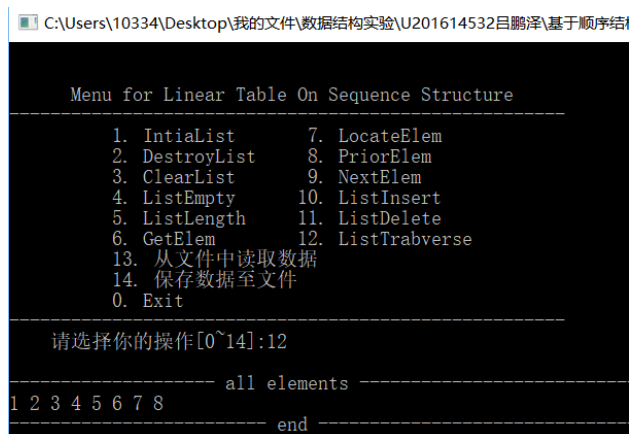 C:\Users\10334\Desktop\我的文件\数据结构实验\U201614532吕鹏泽\基于顺序结构
Menu for Linear Table On Sequence Structure
1. IntiaList 7. LocateElem
2. DestroyList 8. PriorElem
3. ClearList 9. NextElem
4. ListEmpty 10. ListInsert
5. ListLength 11. ListDelete
6. GetElem 12. ListTrabverse
13. 从文件中读取数据
14. 保存数据至文件
0. Exit
请选择你的操作[0~14]:12
-------------------- all elements --------------------------
1 2 3 4 5 6 7 8
------------------------- end ------------------------------